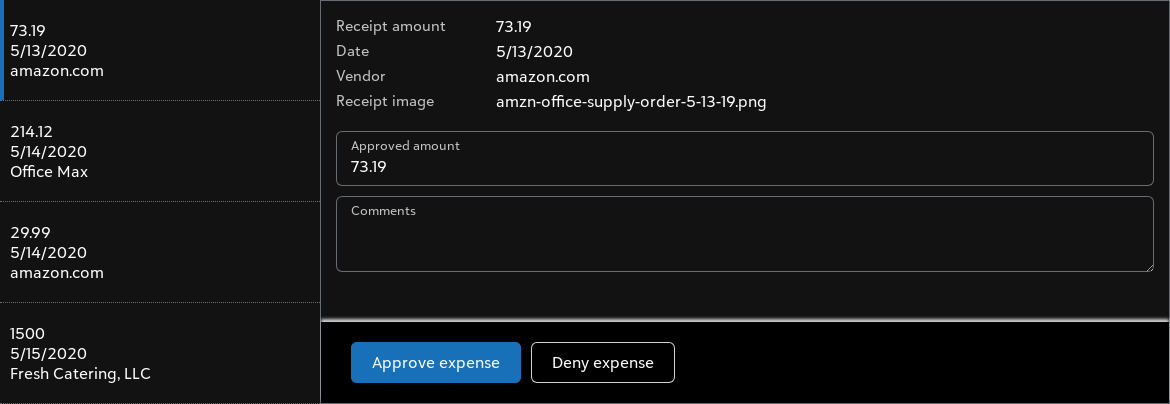 73.19
5/13/2020
amazon.com
214.12
5/14/2020
Office Max
29.99
5/14/2020
amazon.com
1500
5/15/2020
Fresh Catering, LLC
Receipt amount 73.19
Date 5/13/2020
Vendor amazon.com
Receipt image amzn-office-supply-order-5-13-19.png
Approved amount
73.19
Comments
Approve expense Deny expense